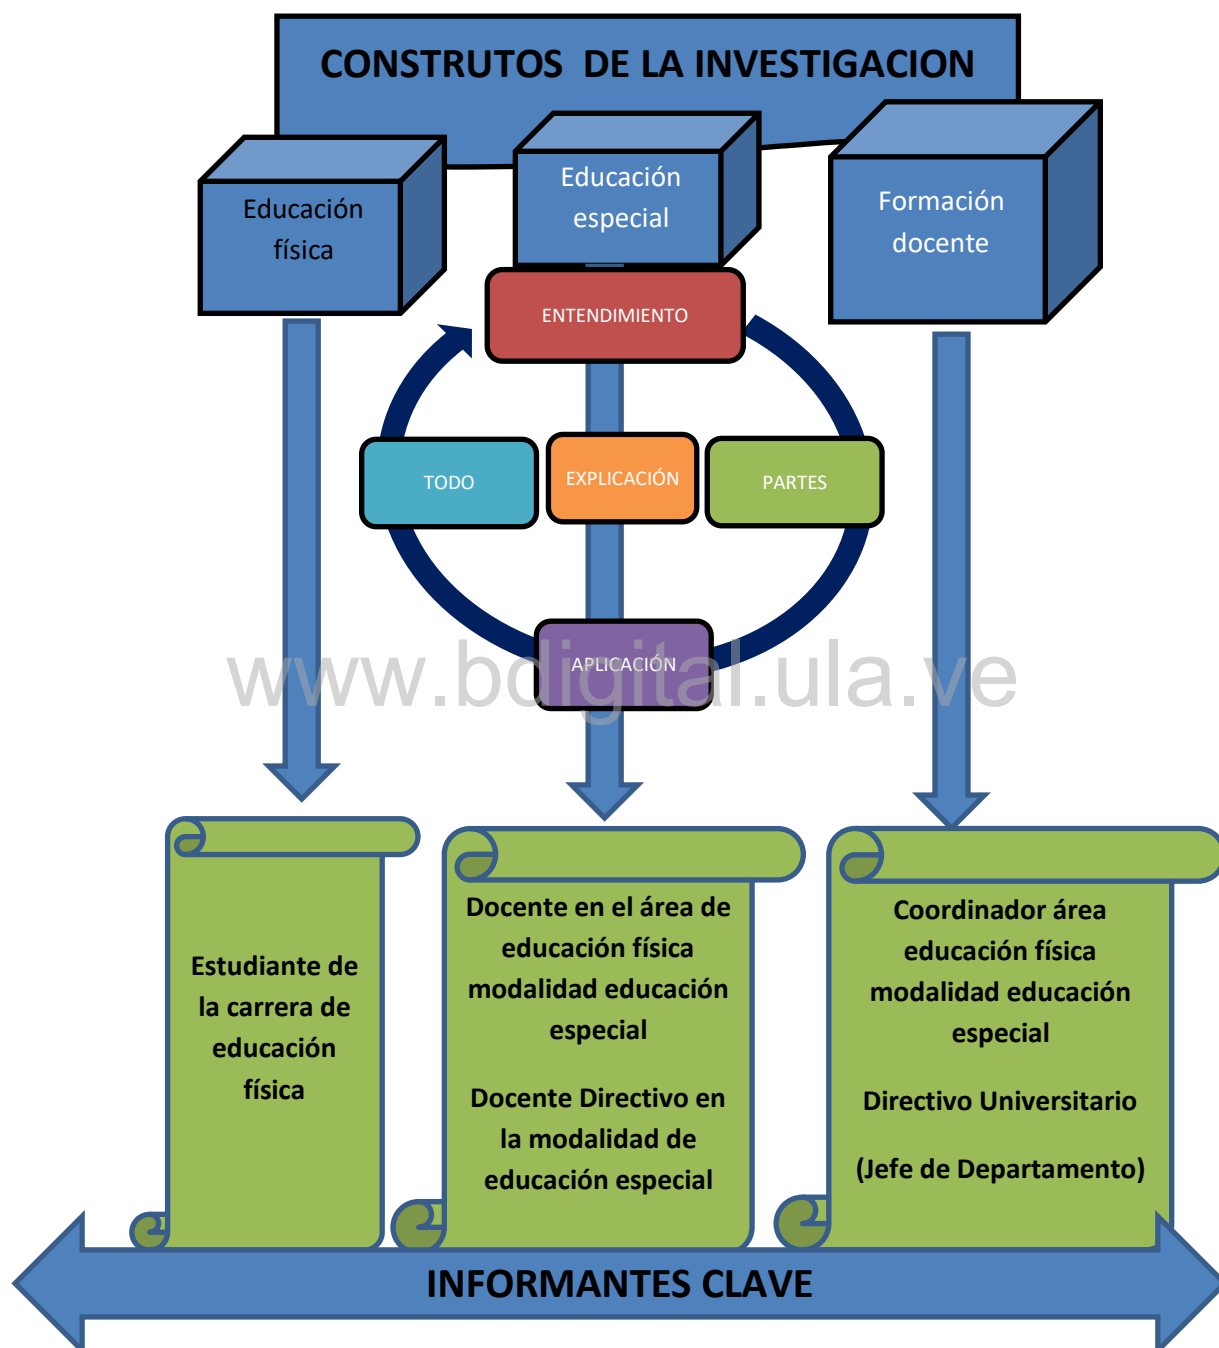 CONSTRUTOS DE LA INVESTIGACION
Educación
física
Educación
especial
Formación
docente
ENTENDIMIENTO
TODO
EXPLICACIÓN
PARTES
APLICACIÓN
www.bdigital.ula.ve
Estudiante de
la carrera de
educación
física
Docente en el área de
educación física
modalidad educación
especial
Docente Directivo en
la modalidad de
educación especial
Coordinador área
educación física
modalidad educación
especial
Directivo Universitario
(Jefe de Departamento)
INFORMANTES CLAVE